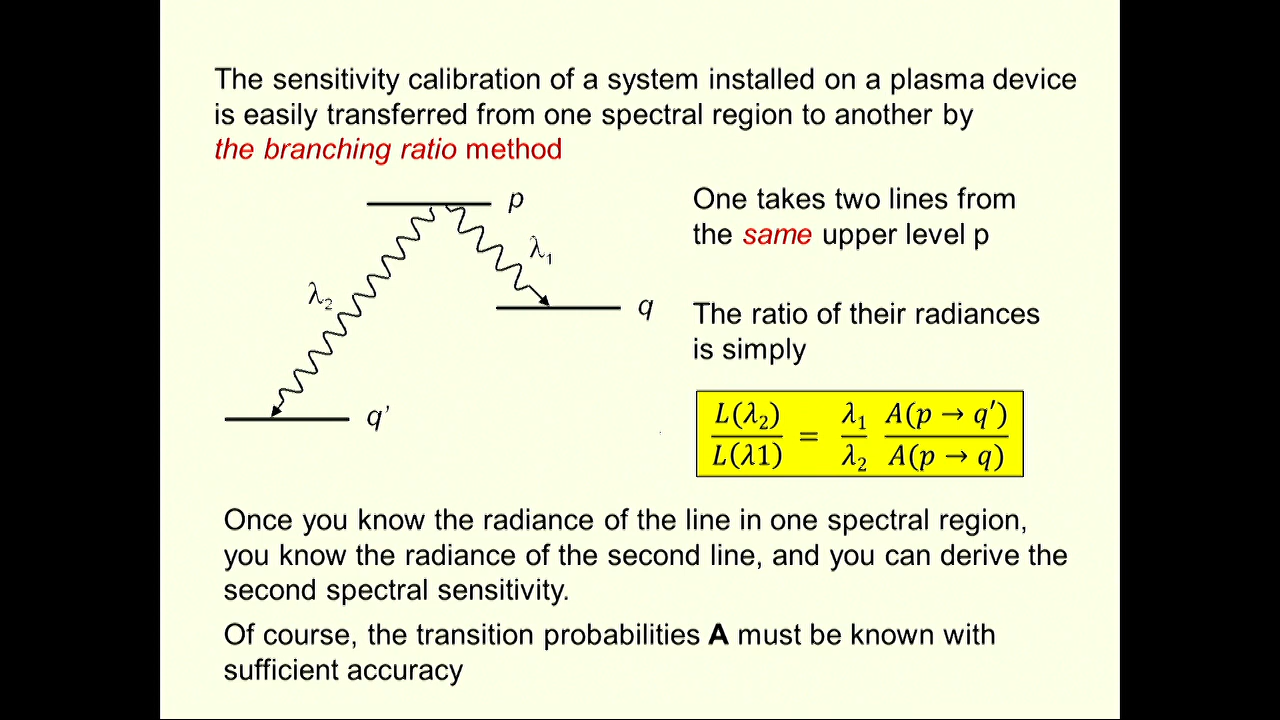 The sensitivity calibration of a system installed on a plasma device
is easily transferred from one spectral region to another by
the branching ratio method
p
λ₁
λ₂
q
q'
One takes two lines from
the same upper level p
The ratio of their radiances
is simply
L(λ₂)/L(λ1) = λ₁/λ₂ A(p → q′)/A(p → q)
Once you know the radiance of the line in one spectral region,
you know the radiance of the second line, and you can derive the
second spectral sensitivity.
Of course, the transition probabilities A must be known with
sufficient accuracy